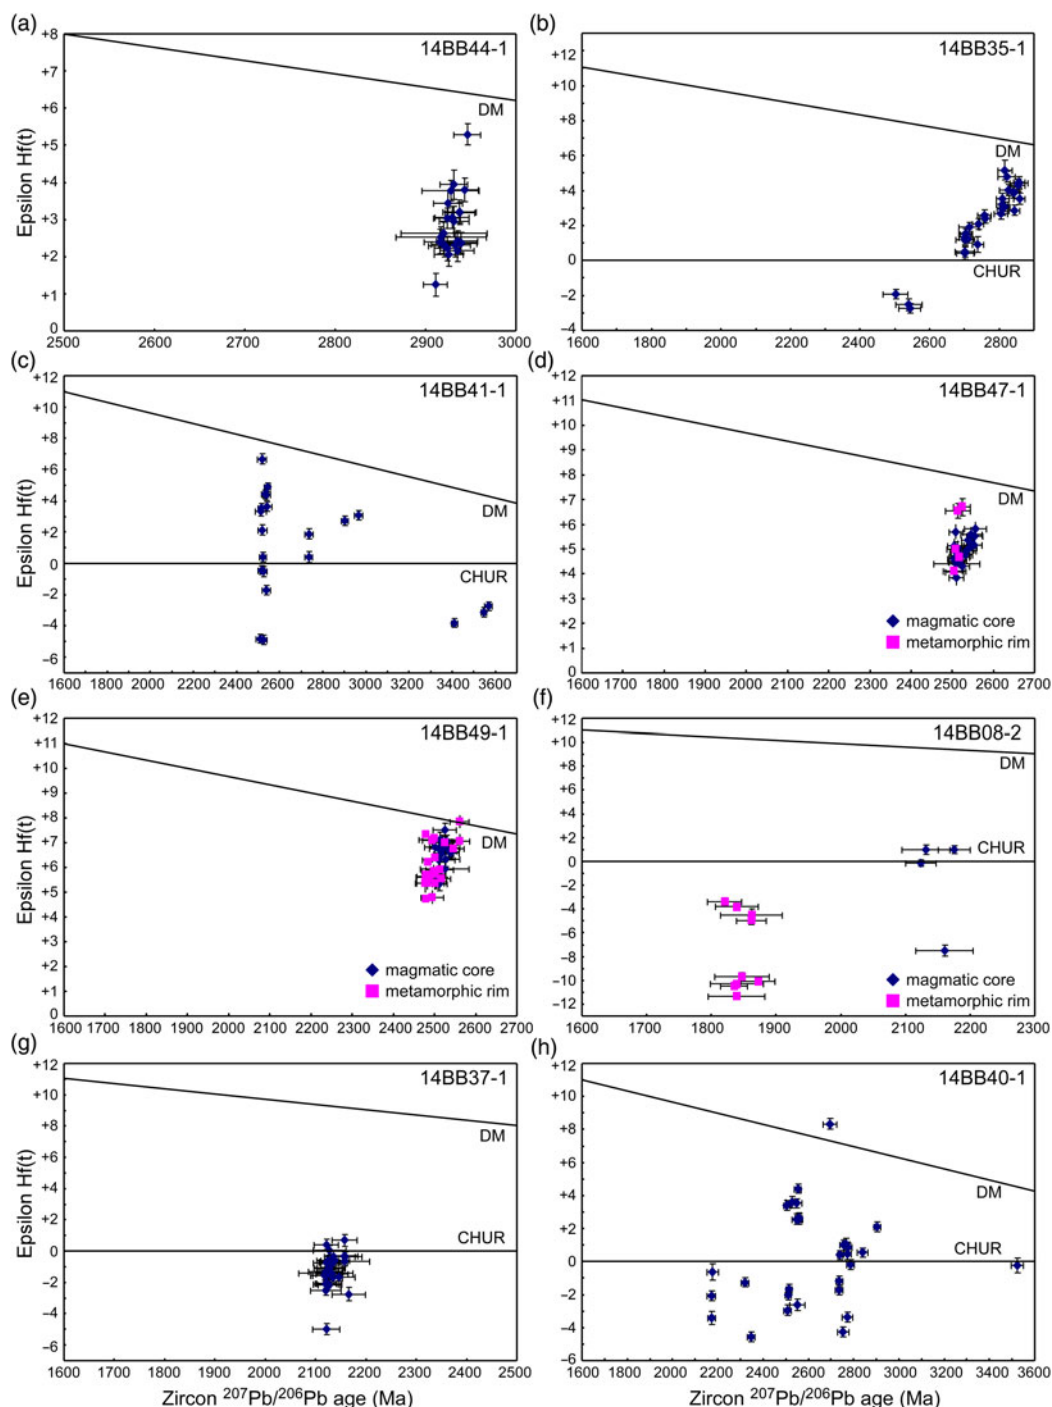 (a)
14BB44-1
+8
+7
+6
+5
+4
+3
+2
+1
0
DM
Epsilon Hf(t)
2500 2600 2700 2800 2900 3000
(b)
14BB35-1
+12
+10
+8
+6
+4
+2
0
−2
−4
DM
CHUR
1600 1800 2000 2200 2400 2600 2800
(c)
14BB41-1
+12
+10
+8
+6
+4
+2
0
−2
−4
−6
DM
CHUR
Epsilon Hf(t)
1600 1800 2000 2200 2400 2600 2800 3000 3200 3400 3600
(d)
14BB47-1
+12
+11
+10
+9
+8
+7
+6
+5
+4
+3
+2
+1
0
DM
magmatic core
metamorphic rim
1600 1700 1800 1900 2000 2100 2200 2300 2400 2500 2600 2700
(e)
14BB49-1
+12
+11
+10
+9
+8
+7
+6
+5
+4
+3
+2
+1
0
DM
magmatic core
metamorphic rim
Epsilon Hf(t)
1600 1700 1800 1900 2000 2100 2200 2300 2400 2500 2600 2700
(f)
14BB08-2
+12
+10
+8
+6
+4
+2
0
−2
−4
−6
−8
−10
−12
DM
CHUR
magmatic core
metamorphic rim
1600 1700 1800 1900 2000 2100 2200 2300
(g)
14BB37-1
+12
+10
+8
+6
+4
+2
0
−2
−4
−6
DM
CHUR
Epsilon Hf(t)
1600 1700 1800 1900 2000 2100 2200 2300 2400 2500
Zircon ²⁰⁷Pb/²⁰⁶Pb age (Ma)
(h)
14BB40-1
+12
+10
+8
+6
+4
+2
0
−2
−4
−6
DM
CHUR
1600 1800 2000 2200 2400 2600 2800 3000 3200 3400 3600
Zircon ²⁰⁷Pb/²⁰⁶Pb age (Ma)